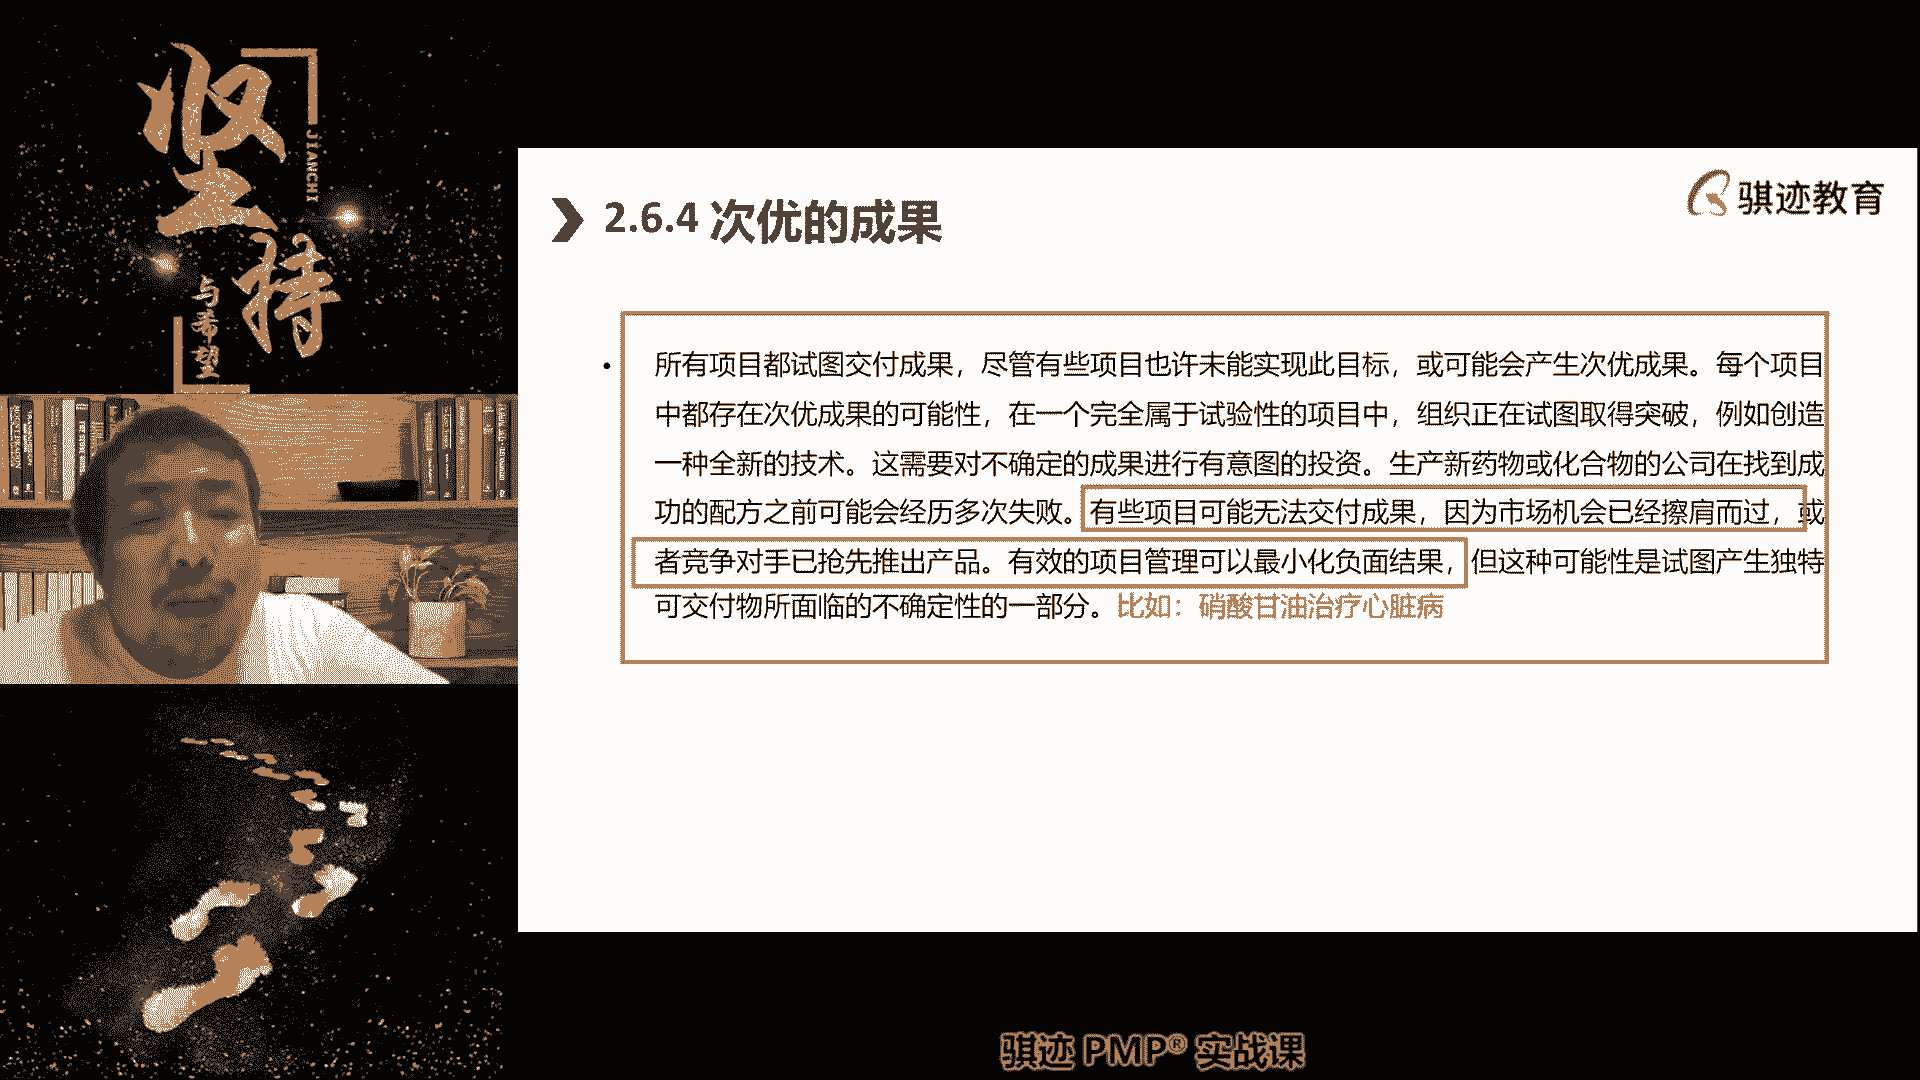 坚持
JIANCHI
与希望
骐迹教育
2.6.4 次优的成果
• 所有项目都试图交付成果，尽管有些项目也许未能实现此目标，或可能会产生次优成果。每个项目
中都存在次优成果的可能性，在一个完全属于试验性的项目中，组织正在试图取得突破，例如创造
一种全新的技术。这需要对不确定的成果进行有意图的投资。生产新药物或化合物的公司在找到成
功的配方之前可能会经历多次失败。有些项目可能无法交付成果，因为市场机会已经擦肩而过，或
者竞争对手已抢先推出产品。有效的项目管理可以最小化负面结果，但这种可能性是试图产生独特
可交付物所面临的不确定性的一部分。比如：硝酸甘油治疗心脏病
骐迹 PMP® 实战课